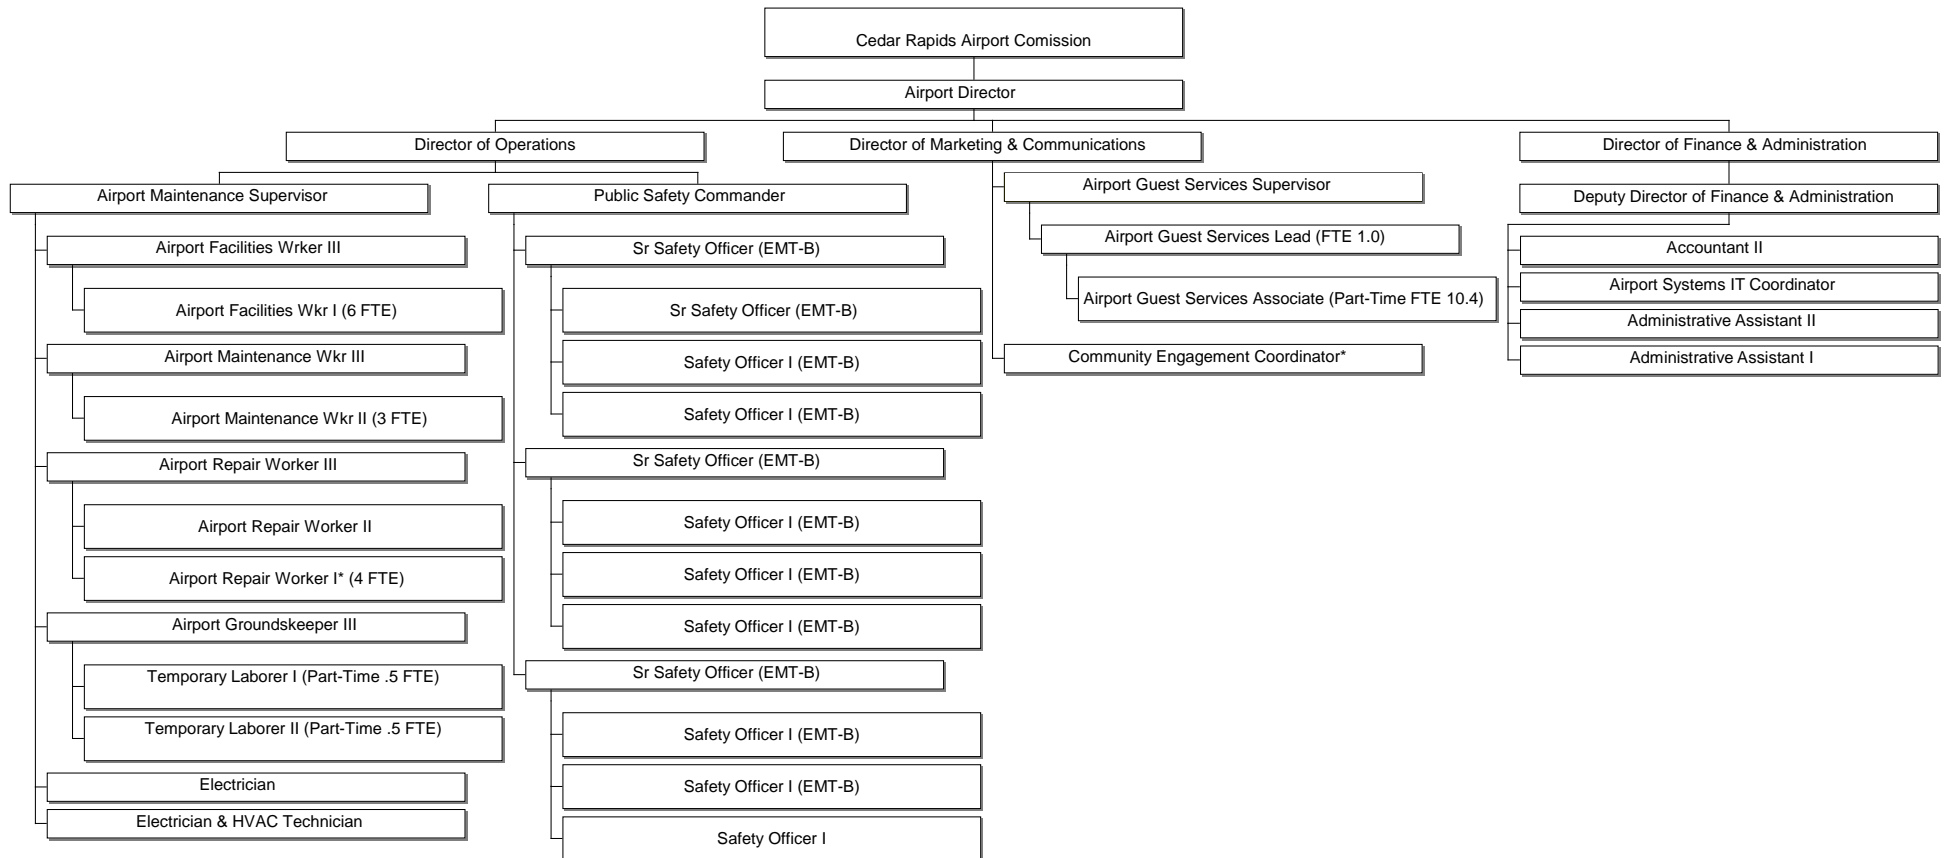 Cedar Rapids Airport Comission
Airport Director
Director of Operations
Airport Maintenance Supervisor
Airport Facilities Wrker III
Airport Facilities Wkr I (6 FTE)
Airport Maintenance Wkr III
Airport Maintenance Wkr II (3 FTE)
Airport Repair Worker III
Airport Repair Worker II
Airport Repair Worker I* (4 FTE)
Airport Groundskeeper III
Temporary Laborer I (Part-Time .5 FTE)
Temporary Laborer II (Part-Time .5 FTE)
Electrician
Electrician & HVAC Technician
Public Safety Commander
Sr Safety Officer (EMT-B)
Sr Safety Officer (EMT-B)
Safety Officer I (EMT-B)
Safety Officer I (EMT-B)
Sr Safety Officer (EMT-B)
Safety Officer I (EMT-B)
Safety Officer I (EMT-B)
Safety Officer I (EMT-B)
Sr Safety Officer (EMT-B)
Safety Officer I (EMT-B)
Safety Officer I (EMT-B)
Safety Officer I
Director of Marketing & Communications
Airport Guest Services Supervisor
Airport Guest Services Lead (FTE 1.0)
Airport Guest Services Associate (Part-Time FTE 10.4)
Community Engagement Coordinator*
Director of Finance & Administration
Deputy Director of Finance & Administration
Accountant II
Airport Systems IT Coordinator
Administrative Assistant II
Administrative Assistant I